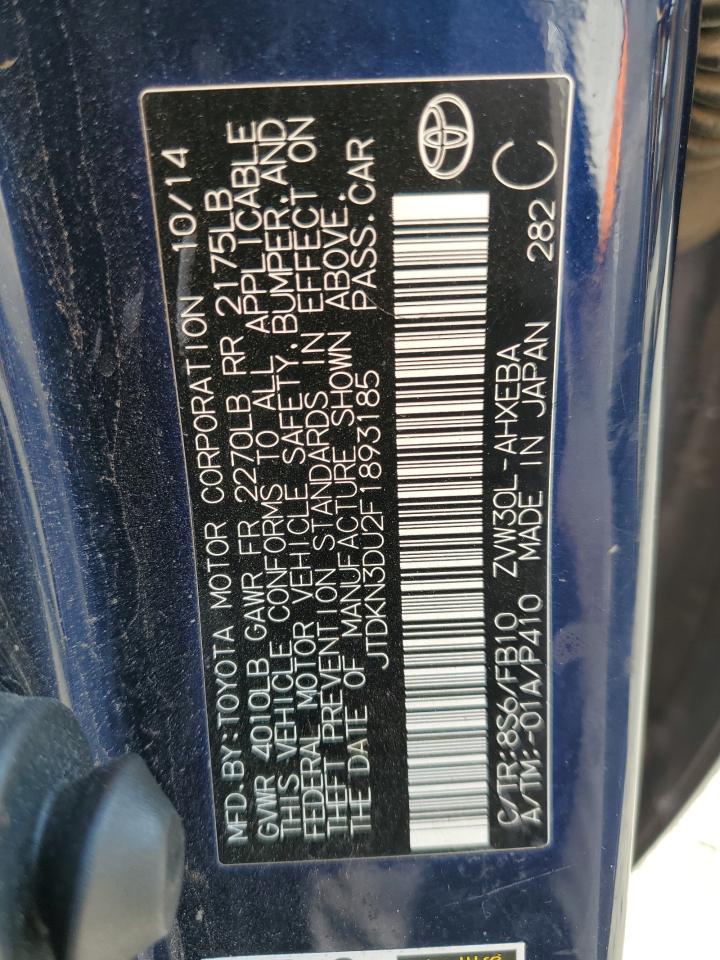 MFD.BY:TOYOTA MOTOR CORPORATION 10/14
GVWR 4010LB GAWR FR 2270LB RR 2175LB
THIS VEHICLE CONFORMS TO ALL APPLICABLE
FEDERAL MOTOR VEHICLE SAFETY,BUMPER,AND
THEFT PREVENTION STANDARDS IN EFFECT ON
THE DATE OF MANUFACTURE SHOWN ABOVE.
JTDKN3DU2F1893185 PASS.CAR
C/TR:8S6/FB10 ZVW30L-AHXEBA
A/TM:-01A/P410 MADE IN JAPAN 282
C